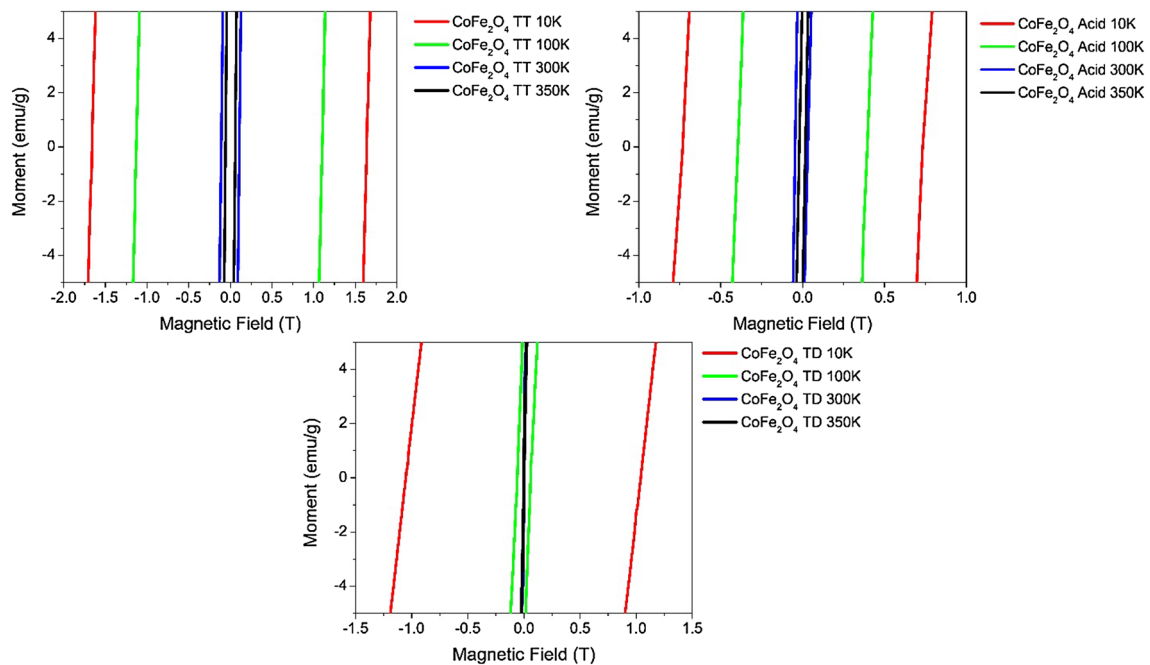 CoFe₂O₄ TT 10K
CoFe₂O₄ TT 100K
CoFe₂O₄ TT 300K
CoFe₂O₄ TT 350K
4
2
0
-2
-4
Moment (emu/g)
-2.0 -1.5 -1.0 -0.5 0.0 0.5 1.0 1.5 2.0
Magnetic Field (T)
CoFe₂O₄ Acid 10K
CoFe₂O₄ Acid 100K
CoFe₂O₄ Acid 300K
CoFe₂O₄ Acid 350K
4
2
0
-2
-4
Moment (emu/g)
-1.0 -0.5 0.0 0.5 1.0
Magnetic Field (T)
CoFe₂O₄ TD 10K
CoFe₂O₄ TD 100K
CoFe₂O₄ TD 300K
CoFe₂O₄ TD 350K
4
2
0
-2
-4
Moment (emu/g)
-1.5 -1.0 -0.5 0.0 0.5 1.0 1.5
Magnetic Field (T)